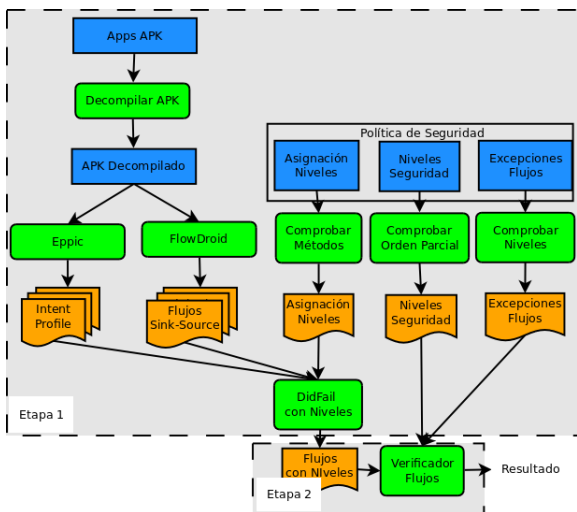 Apps APK
Decompilar APK
APK Decompilado
Política de Seguridad
Asignación
Niveles
Niveles
Seguridad
Excepciones
Flujos
Eppic
FlowDroid
Comprobar
Métodos
Comprobar
Orden Parcial
Comprobar
Niveles
Intent
Profile
Flujos
Sink-Source
Asignación
Niveles
Niveles
Seguridad
Excepciones
Flujos
DidFail
con Niveles
Etapa 1
Flujos
con NIveles
Verificador
Flujos
Resultado
Etapa 2